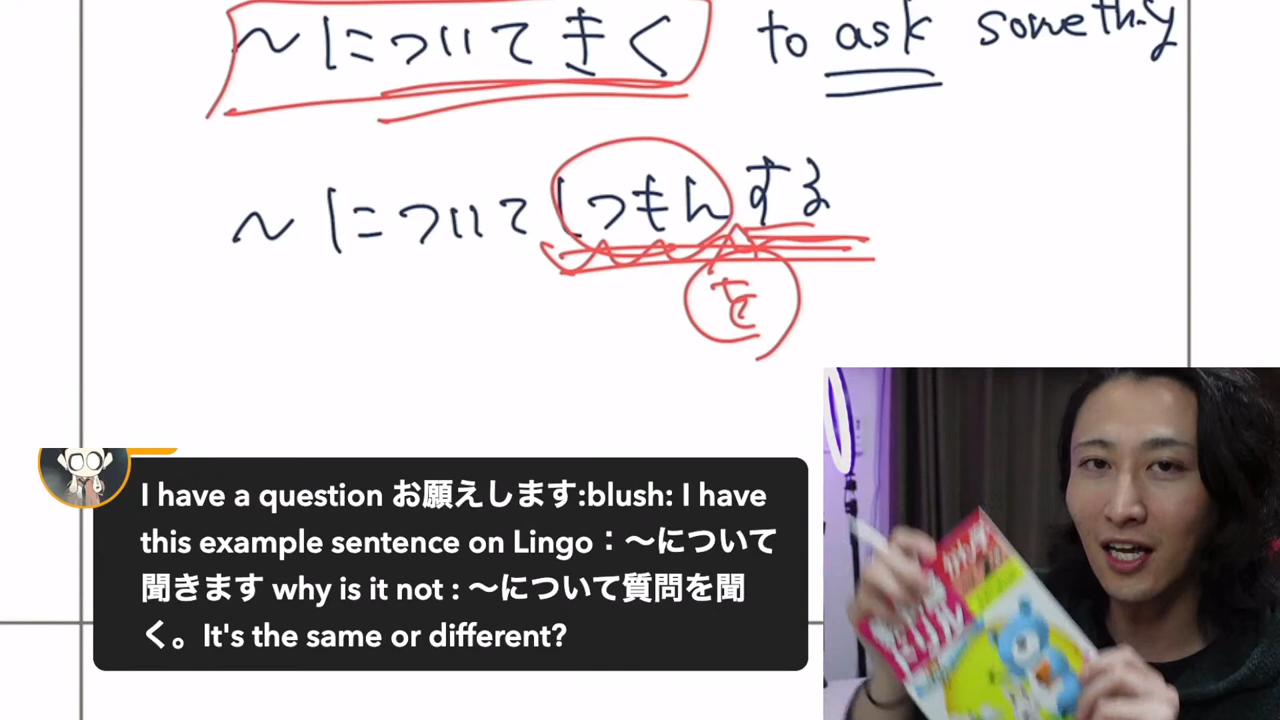 ～についてきく to ask something
～についてしつもんする
を
I have a question お願えします:blush: I have
this example sentence on Lingo：～について
聞きます why is it not : ～について質問を聞
く。It's the same or different?